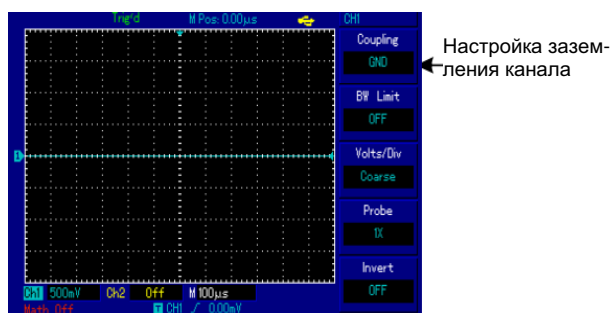 Trig'd M Pos: 0.00μs CH1
Coupling
GND
Настройка зазем-
ления канала
BW Limit
OFF
1
Volts/Div
Coarse
Probe
1X
Invert
OFF
Ch1 500mV Ch2 Off M 100μs
Math Off T CH1 0.00mV